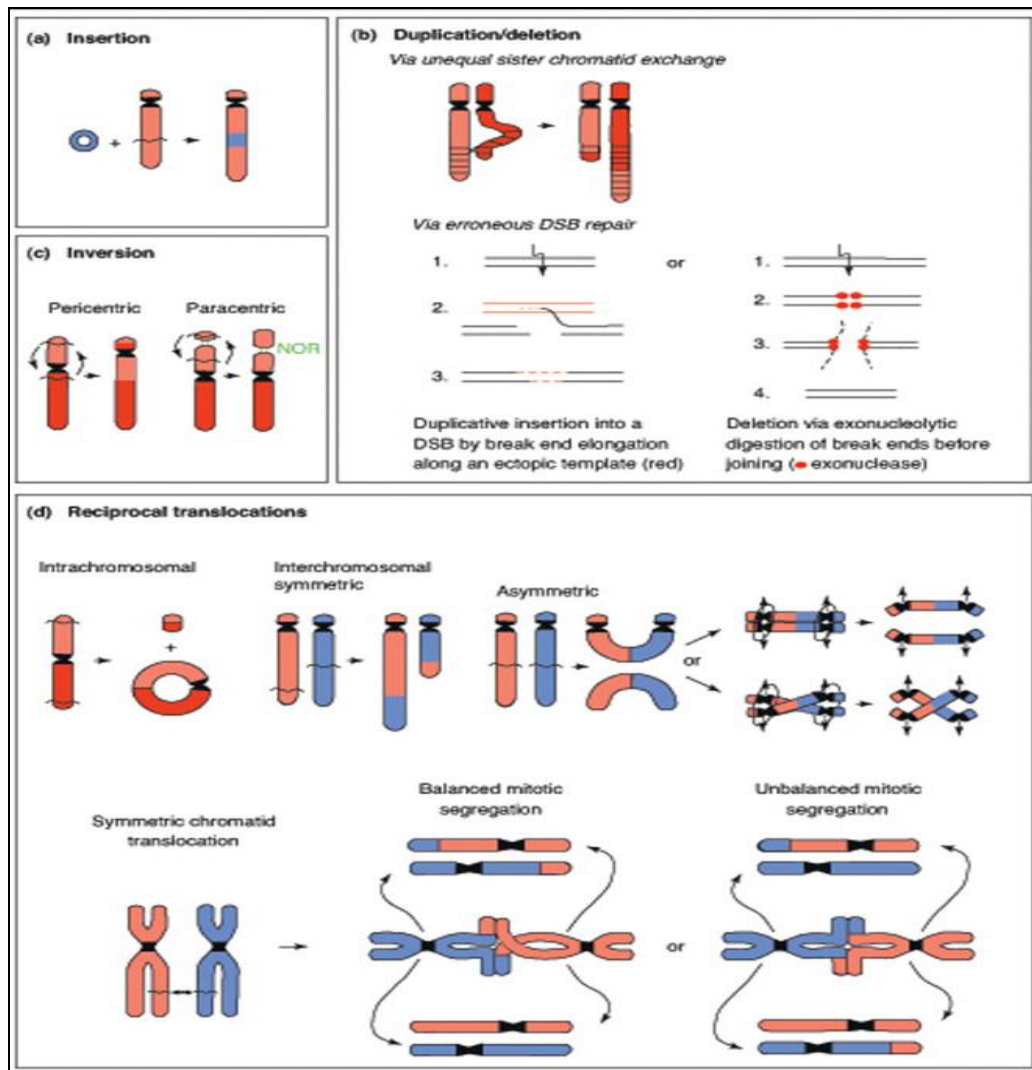 (a) Insertion
+
(b) Duplication/deletion
Via unequal sister chromatid exchange
Via erroneous DSB repair
1.
2.
3.
Duplicative insertion into a
DSB by break end elongation
along an ectopic template (red)
or
1.
2.
3.
4.
Deletion via exonucleolytic
digestion of break ends before
joining ( exonuclease)
(c) Inversion
Pericentric
Paracentric
NOR
(d) Reciprocal translocations
Intrachromosomal
+
Interchromosomal
symmetric
Asymmetric
or
Symmetric chromatid
translocation
Balanced mitotic
segregation
or
Unbalanced mitotic
segregation